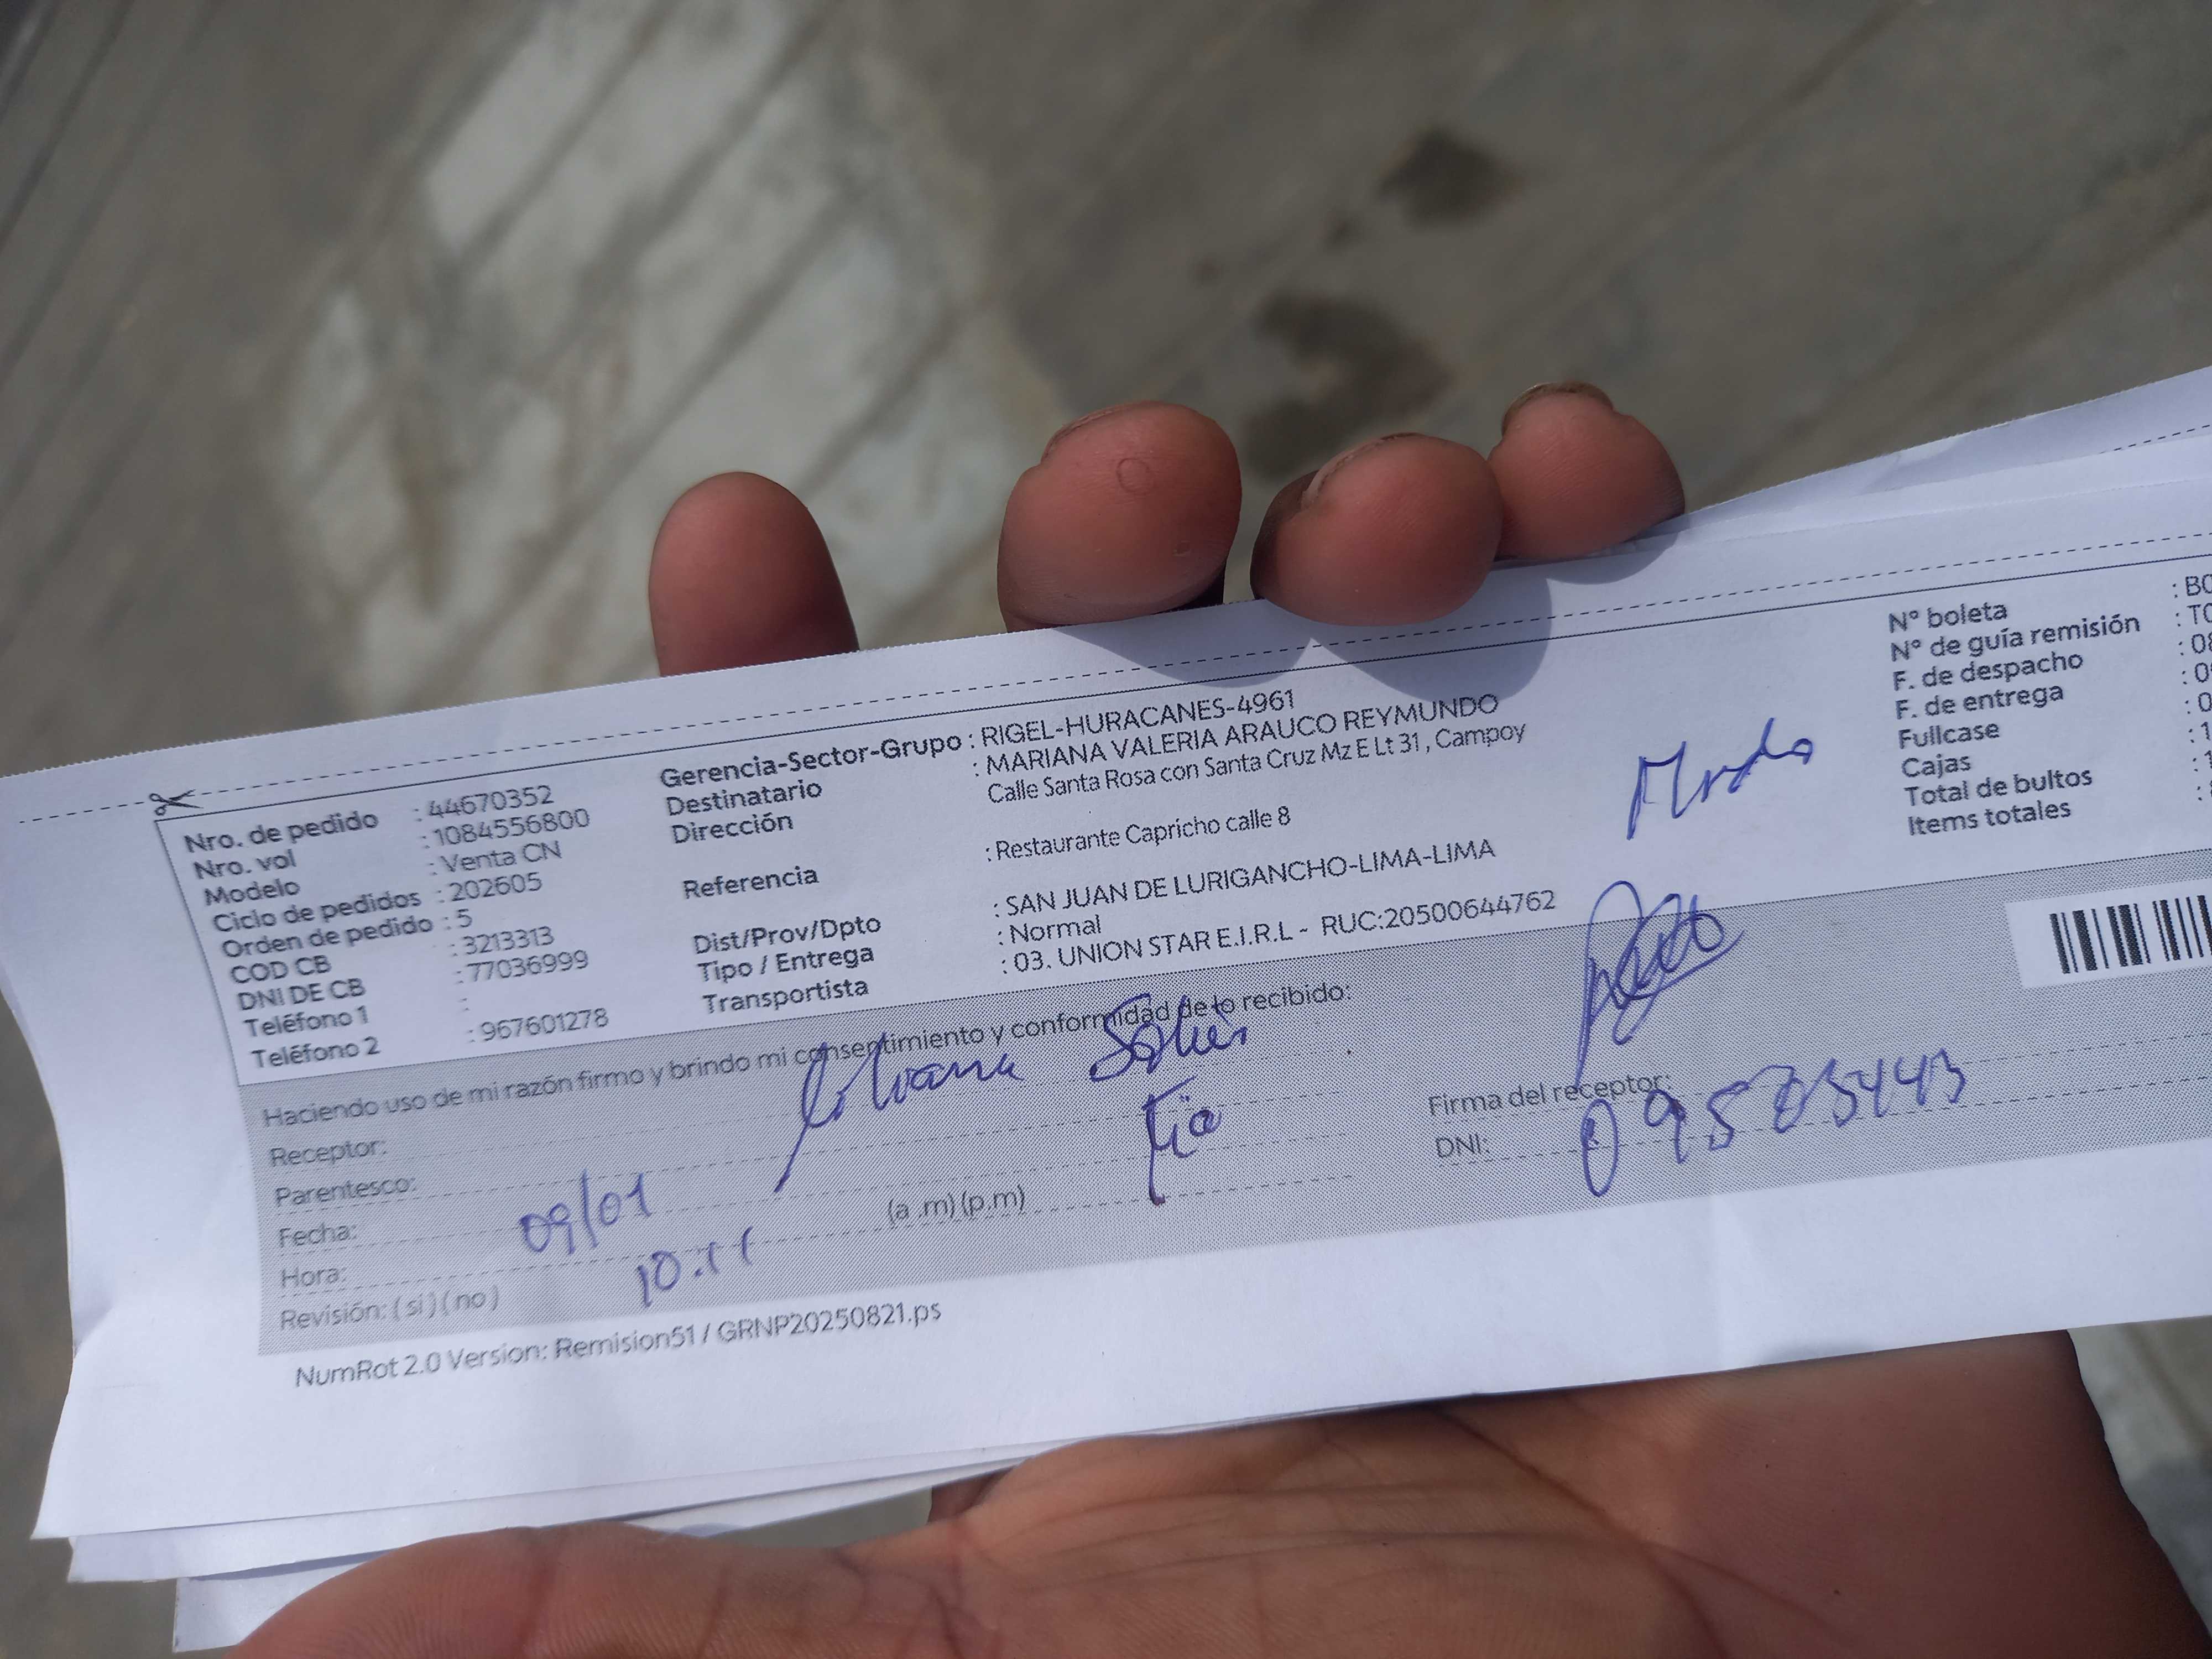 Nro. de pedido : 44670352
Nro. vol : 1084556800
Modelo : Venta CN
Ciclo de pedidos : 202605
Orden de pedido : 5
COD CB : 3213313
DNI DE CB : 77036999
Teléfono 1 :
Teléfono 2 : 967601278
Gerencia-Sector-Grupo : RIGEL-HURACANES-4961
Destinatario : MARIANA VALERIA ARAUCO REYMUNDO
Dirección Calle Santa Rosa con Santa Cruz Mz E Lt 31 , Campoy
Referencia : Restaurante Capricho calle 8
Dist/Prov/Dpto : SAN JUAN DE LURIGANCHO-LIMA-LIMA
Tipo / Entrega : Normal
Transportista : 03. UNION STAR E.I.R.L - RUC:20500644762
N° boleta : B0
N° de guía remisión : T0
F. de despacho : 08
F. de entrega : 09
Fullcase : 0
Cajas : 1
Total de bultos : 1
Items totales :
Haciendo uso de mi razón firmo y brindo mi consentimiento y conformidad de lo recibido:
Receptor:
Parentesco: Tía
Fecha: 09/01
Hora: 10:11 (a .m) (p.m)
Revisión: ( si ) ( no )
Firma del receptor:
DNI:
NumRot 2.0 Version: Remision51 / GRNP20250821.ps